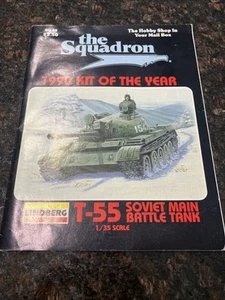 the
Squadron
The Hobby Shop in
Your Mail Box
1990 KIT OF THE YEAR
LINDBERG
T-55
SOVIET MAIN
BATTLE TANK
1/35 SCALE